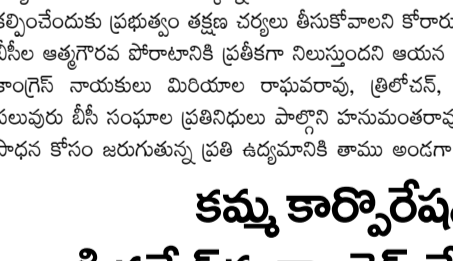 కల్పించేందుకు ప్రభుత్వం తక్షణ చర్యలు తీసుకోవాలని కోరారు
బీసీల ఆత్మగౌరవ పోరాటానికి ప్రతీకగా నిలుస్తుందని ఆయన
కాంగ్రెస్ నాయకులు మిరియాల రాఘవరావు, త్రిలోచన్,
పలువురు బీసీ సంఘాల ప్రతినిధులు పాల్గొని హనుమంతరావు
సాధన కోసం జరుగుతున్న ప్రతి ఉద్యమానికి తాము అండగా
కమ్మ కార్పొరేషన